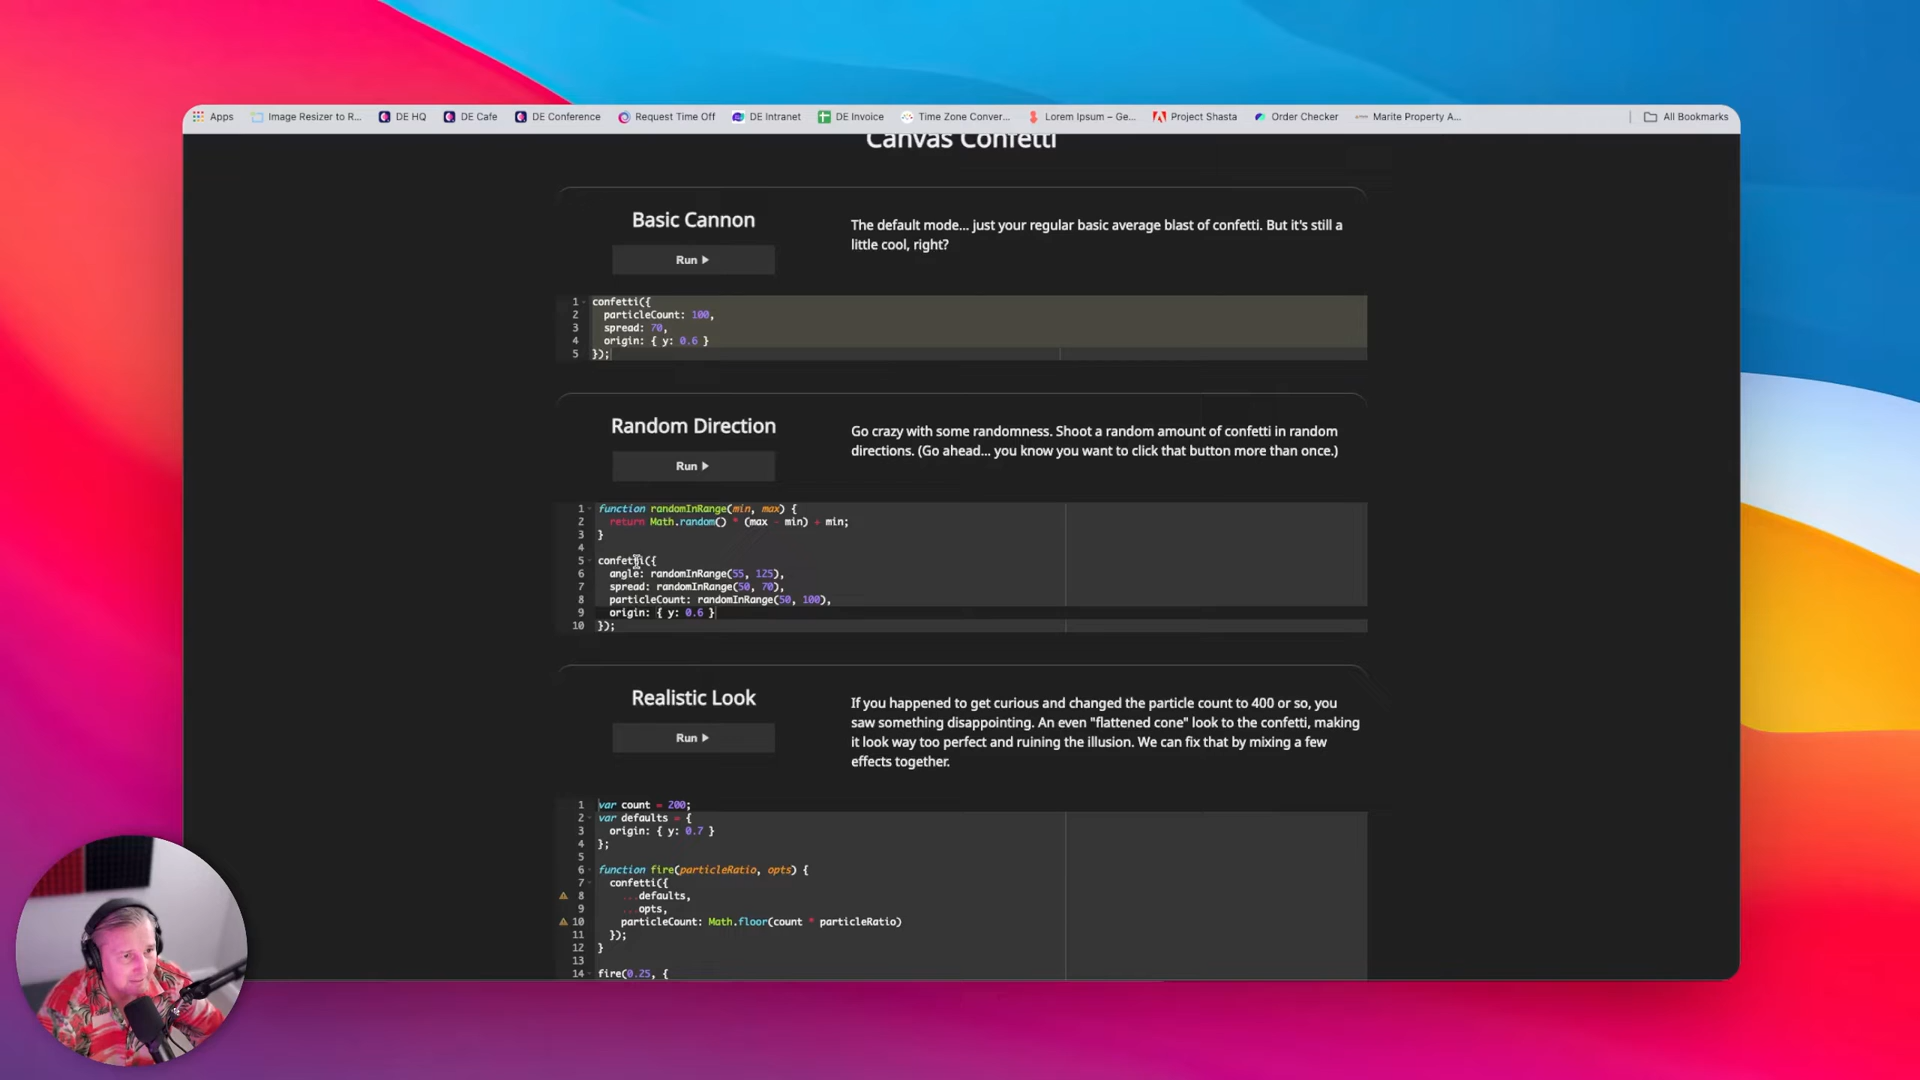 Apps Image Resizer to R... DE HQ DE Cafe DE Conference Request Time Off DE Intranet DE Invoice Time Zone Conver... Lorem Ipsum – Ge... Project Shasta Order Checker Marite Property A... All Bookmarks
Canvas Confetti
Basic Cannon
Run
The default mode... just your regular basic average blast of confetti. But it's still a
little cool, right?
1 confetti({
2 particleCount: 100,
3 spread: 70,
4 origin: { y: 0.6 }
5 });
Random Direction
Run
Go crazy with some randomness. Shoot a random amount of confetti in random
directions. (Go ahead... you know you want to click that button more than once.)
1 function randomInRange(min, max) {
2 return Math.random() * (max - min) + min;
3 }
4
5 confetti({
6 angle: randomInRange(55, 125),
7 spread: randomInRange(50, 70),
8 particleCount: randomInRange(50, 100),
9 origin: { y: 0.6 }
10 });
Realistic Look
Run
If you happened to get curious and changed the particle count to 400 or so, you
saw something disappointing. An even "flattened cone" look to the confetti, making
it look way too perfect and ruining the illusion. We can fix that by mixing a few
effects together.
1 var count = 200;
2 var defaults = {
3 origin: { y: 0.7 }
4 };
5
6 function fire(particleRatio, opts) {
7 confetti({
8 ...defaults,
9 ...opts,
10 particleCount: Math.floor(count * particleRatio)
11 });
12 }
13
14 fire(0.25, {